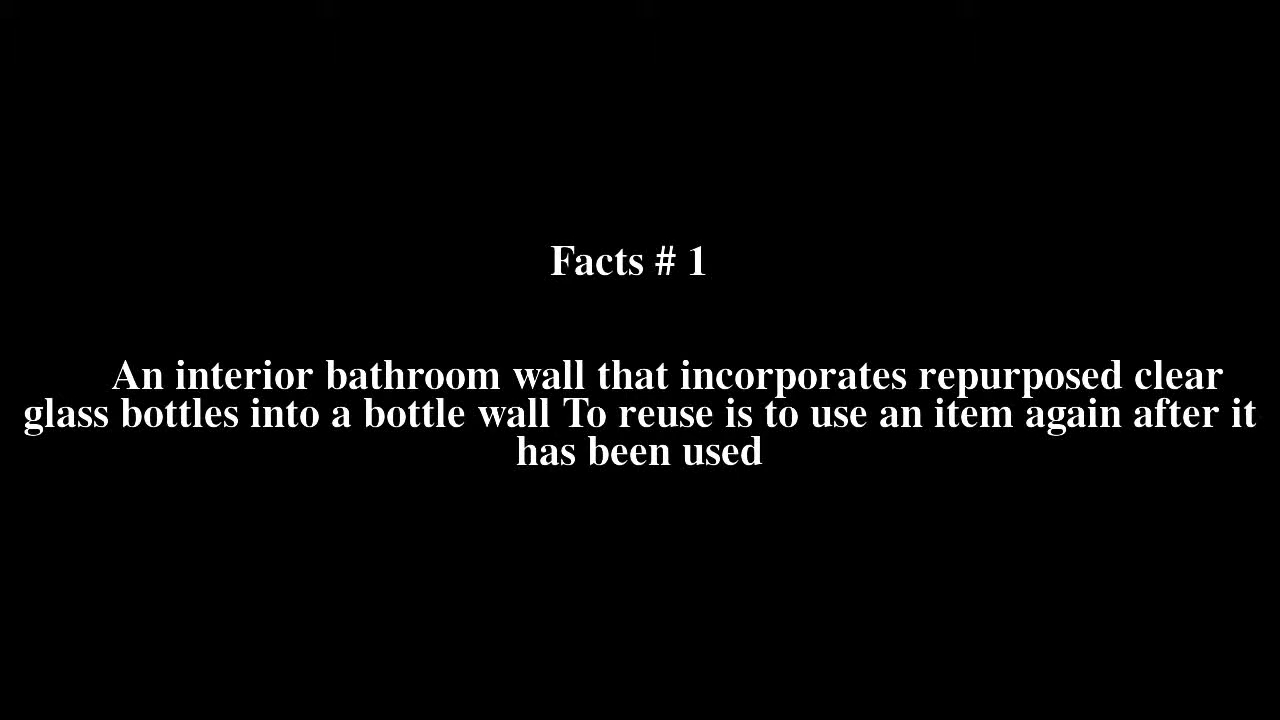 Facts # 1
An interior bathroom wall that incorporates repurposed clear
glass bottles into a bottle wall To reuse is to use an item again after it
has been used